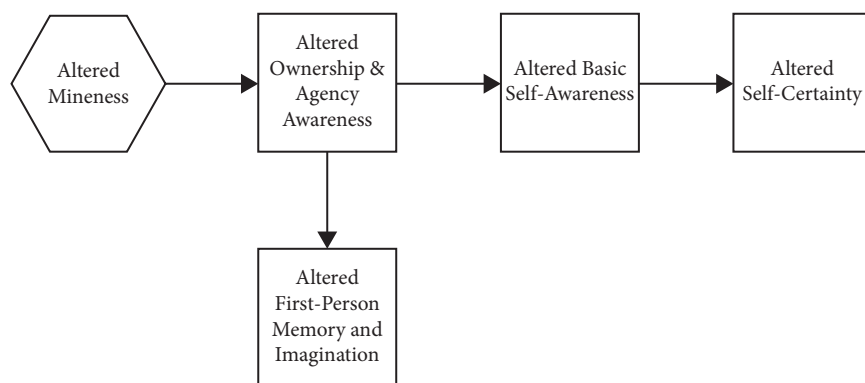 Altered
Mineness
Altered
Ownership &
Agency
Awareness
Altered Basic
Self-Awareness
Altered
Self-Certainty
Altered
First-Person
Memory and
Imagination